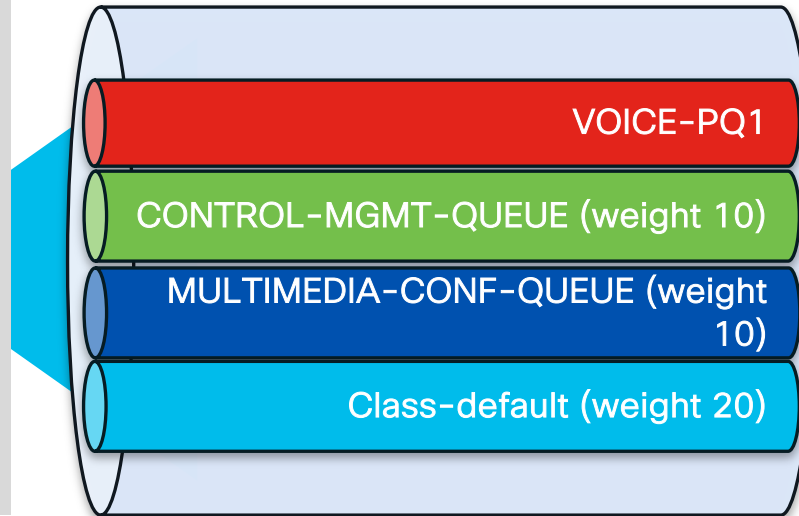 VOICE-PQ1
CONTROL-MGMT-QUEUE (weight 10)
MULTIMEDIA-CONF-QUEUE (weight
10)
Class-default (weight 20)